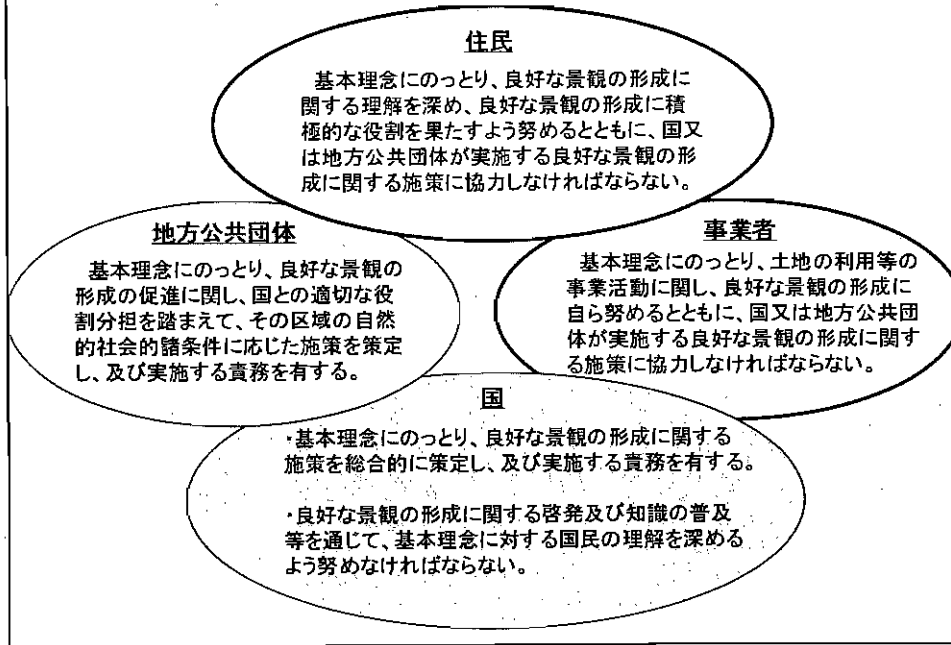 住民
基本理念にのっとり、良好な景観の形成に
関する理解を深め、良好な景観の形成に積
極的な役割を果たすよう努めるとともに、国又
は地方公共団体が実施する良好な景観の形
成に関する施策に協力しなければならない。
地方公共団体
基本理念にのっとり、良好な景観の
形成の促進に関し、国との適切な役
割分担を踏まえて、その区域の自然
的社会的諸条件に応じた施策を策定
し、及び実施する責務を有する。
事業者
基本理念にのっとり、土地の利用等の
事業活動に関し、良好な景観の形成に
自ら努めるとともに、国又は地方公共団
体が実施する良好な景観の形成に関す
る施策に協力しなければならない。
国
・基本理念にのっとり、良好な景観の形成に関する
施策を総合的に策定し、及び実施する責務を有する。
・良好な景観の形成に関する啓発及び知識の普及
等を通じて、基本理念に対する国民の理解を深める
よう努めなければならない。